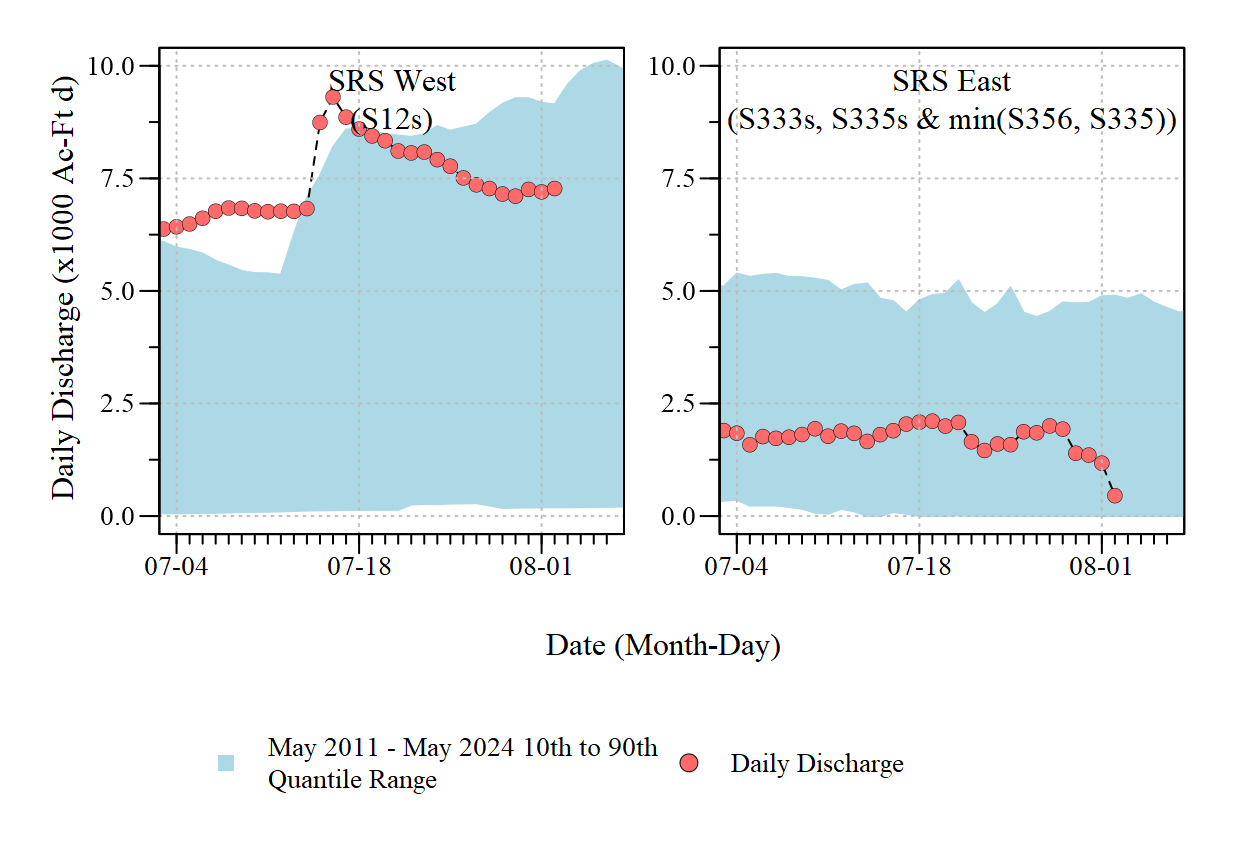 SRS West
(S12s)
SRS East
(S333s, S335s & min(S356, S335))
Daily Discharge (x1000 Ac-Ft d)
10.0
7.5
5.0
2.5
0.0
07-04
07-18
08-01
10.0
7.5
5.0
2.5
0.0
07-04
07-18
08-01
Date (Month-Day)
May 2011 - May 2024 10th to 90th
Quantile Range
Daily Discharge